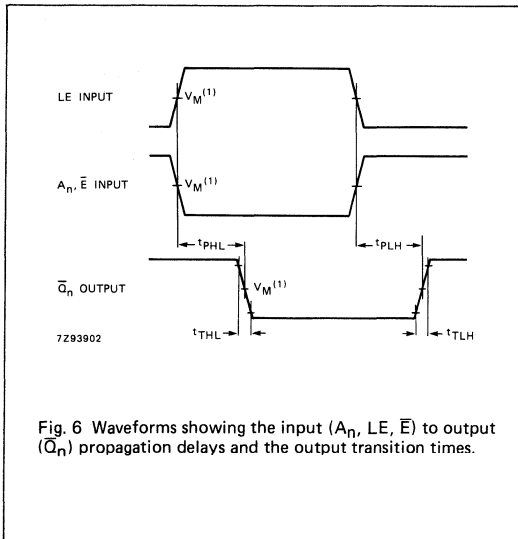 LE INPUT
V_M(1)
A_n, E̅ INPUT
V_M(1)
t_PHL
t_PLH
Q̅_n OUTPUT
V_M(1)
7Z93902
t_THL
t_TLH
Fig. 6 Waveforms showing the input (A_n, LE, E̅) to output
(Q̅_n) propagation delays and the output transition times.